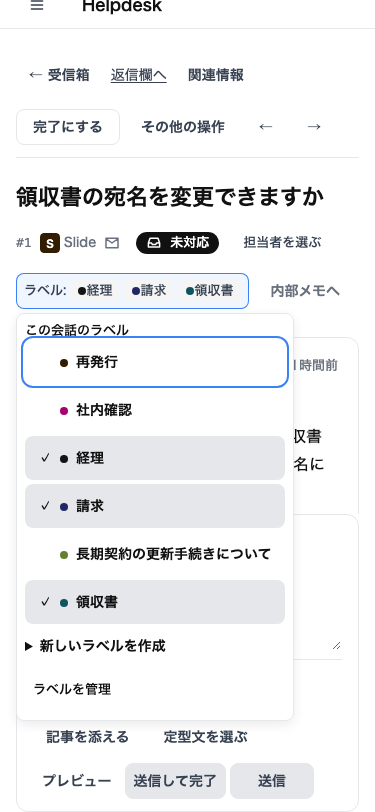 Helpdesk
← 受信箱 返信欄へ 関連情報
完了にする その他の操作 ← →
領収書の宛名を変更できますか
#1 S Slide 未対応 担当者を選ぶ
ラベル: 経理 請求 領収書 内部メモへ
この会話のラベル
時間前
再発行
社内確認
収書
✓ 経理
名に
✓ 請求
長期契約の更新手続きについて
✓ 領収書
▶ 新しいラベルを作成
ラベルを管理
記事を添える 定型文を選ぶ
プレビュー 送信して完了 送信